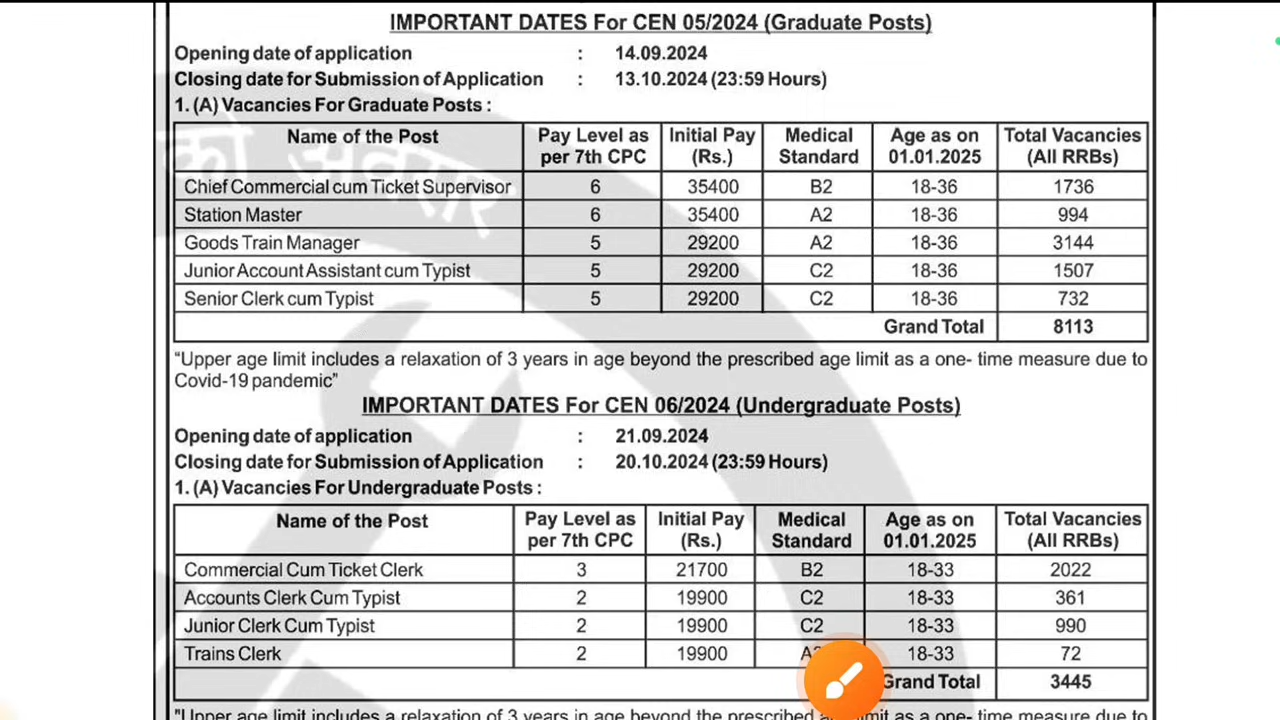 IMPORTANT DATES For CEN 05/2024 (Graduate Posts)
Opening date of application : 14.09.2024
Closing date for Submission of Application : 13.10.2024 (23:59 Hours)
1. (A) Vacancies For Graduate Posts :
Name of the Post Pay Level as per 7th CPC Initial Pay (Rs.) Medical Standard Age as on 01.01.2025 Total Vacancies (All RRBs)
Chief Commercial cum Ticket Supervisor 6 35400 B2 18-36 1736
Station Master 6 35400 A2 18-36 994
Goods Train Manager 5 29200 A2 18-36 3144
Junior Account Assistant cum Typist 5 29200 C2 18-36 1507
Senior Clerk cum Typist 5 29200 C2 18-36 732
Grand Total 8113
"Upper age limit includes a relaxation of 3 years in age beyond the prescribed age limit as a one- time measure due to
Covid-19 pandemic"
IMPORTANT DATES For CEN 06/2024 (Undergraduate Posts)
Opening date of application : 21.09.2024
Closing date for Submission of Application : 20.10.2024 (23:59 Hours)
1. (A) Vacancies For Undergraduate Posts :
Name of the Post Pay Level as per 7th CPC Initial Pay (Rs.) Medical Standard Age as on 01.01.2025 Total Vacancies (All RRBs)
Commercial Cum Ticket Clerk 3 21700 B2 18-33 2022
Accounts Clerk Cum Typist 2 19900 C2 18-33 361
Junior Clerk Cum Typist 2 19900 C2 18-33 990
Trains Clerk 2 19900 18-33 72
Grand Total 3445
"Upper age limit includes a relaxation of 3 years in age beyond the prescribed limit as a one- time measure due to